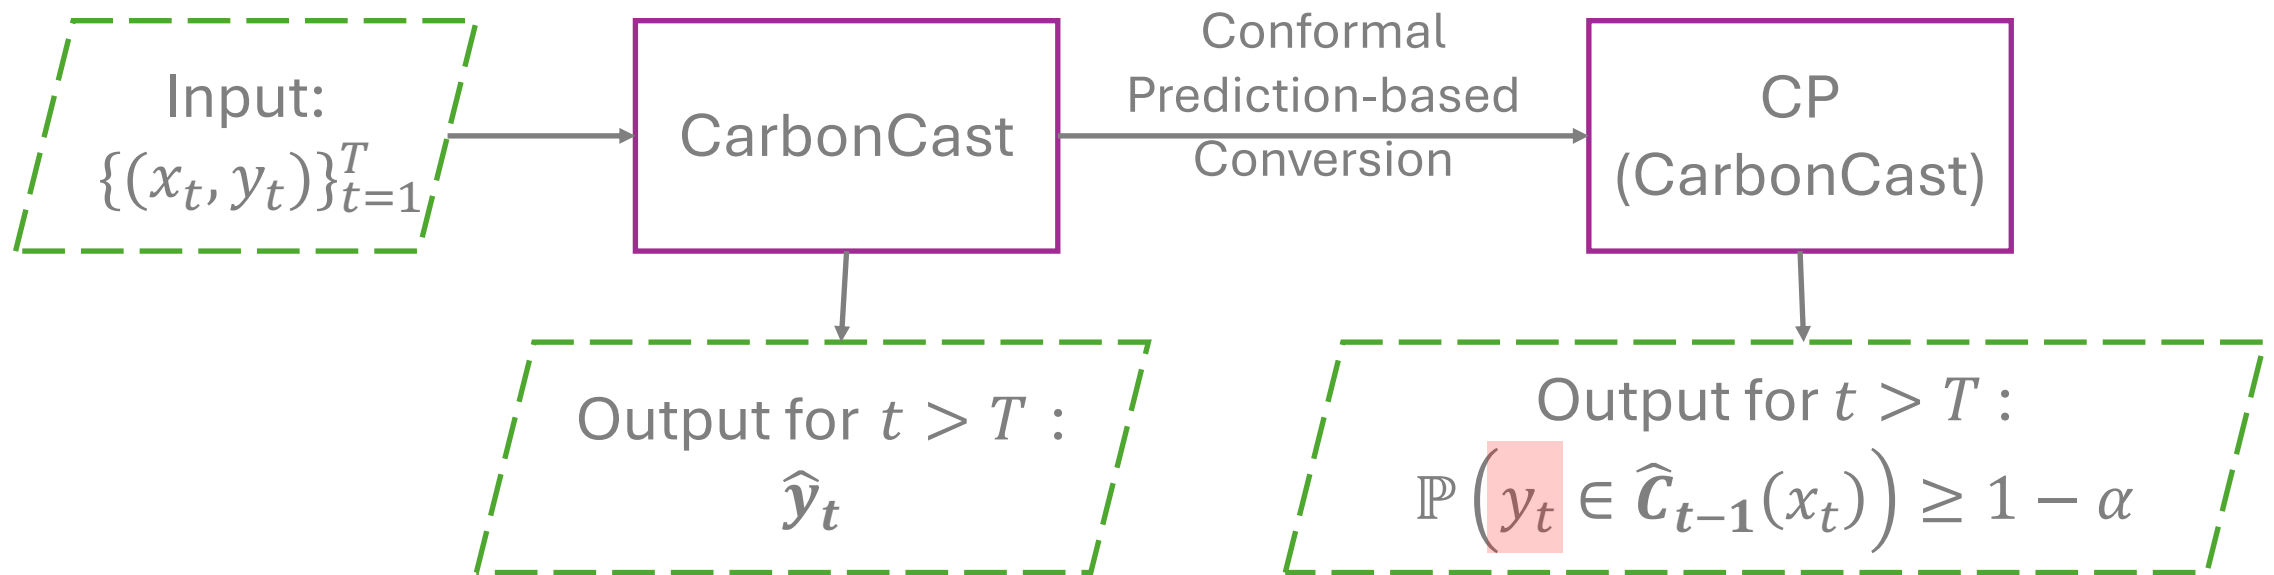 Input:
{(x_t, y_t)}_{t=1}^T
CarbonCast
Conformal
Prediction-based
Conversion
CP
(CarbonCast)
Output for t > T :
ŷ_t
Output for t > T :
ℙ(y_t ∈ Ĉ_{t−1}(x_t)) ≥ 1 − α